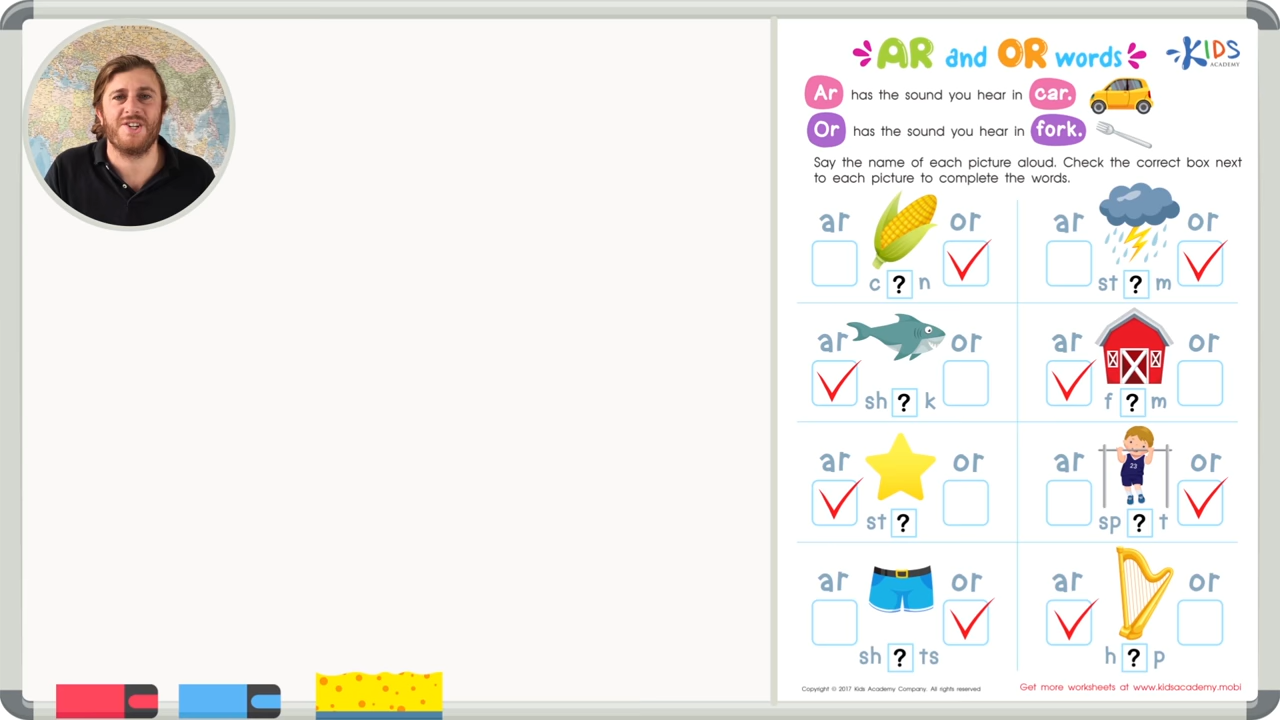 AR and OR words
KIDS
ACADEMY
Ar has the sound you hear in car.
Or has the sound you hear in fork.
Say the name of each picture aloud. Check the correct box next
to each picture to complete the words.
ar or
c ? n
ar or
st ? m
ar or
sh ? k
ar or
f ? m
ar or
st ?
ar or
23
sp ? t
ar or
sh ? ts
ar or
h ? p
Copyright © 2017 Kids Academy Company. All rights reserved
Get more worksheets at www.kidsacademy.mobi